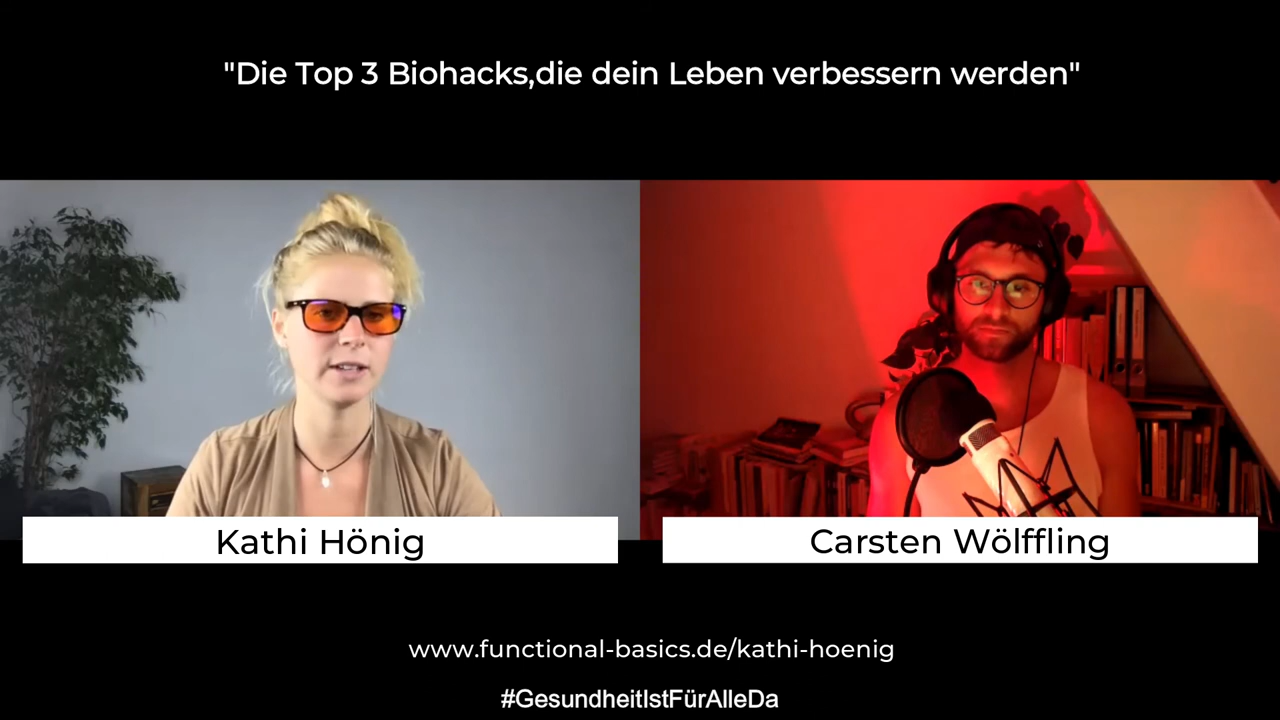 "Die Top 3 Biohacks,die dein Leben verbessern werden"
Kathi Hönig
Carsten Wölffling
www.functional-basics.de/kathi-hoenig
#GesundheitIstFürAlleDa